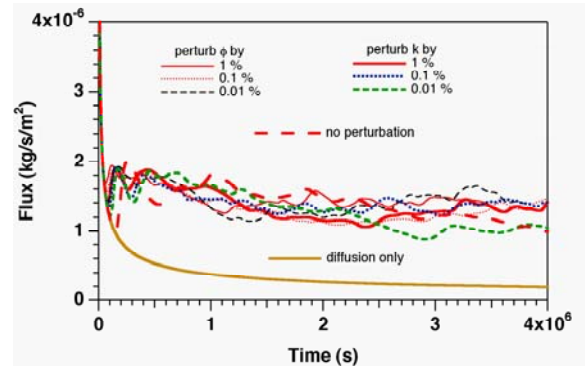 4x10-6
3
2
1
0
Flux (kg/s/m2)
perturb ϕ by
1 %
0.1 %
0.01 %
perturb k by
1 %
0.1 %
0.01 %
no perturbation
diffusion only
0
1
2
3
4x106
Time (s)